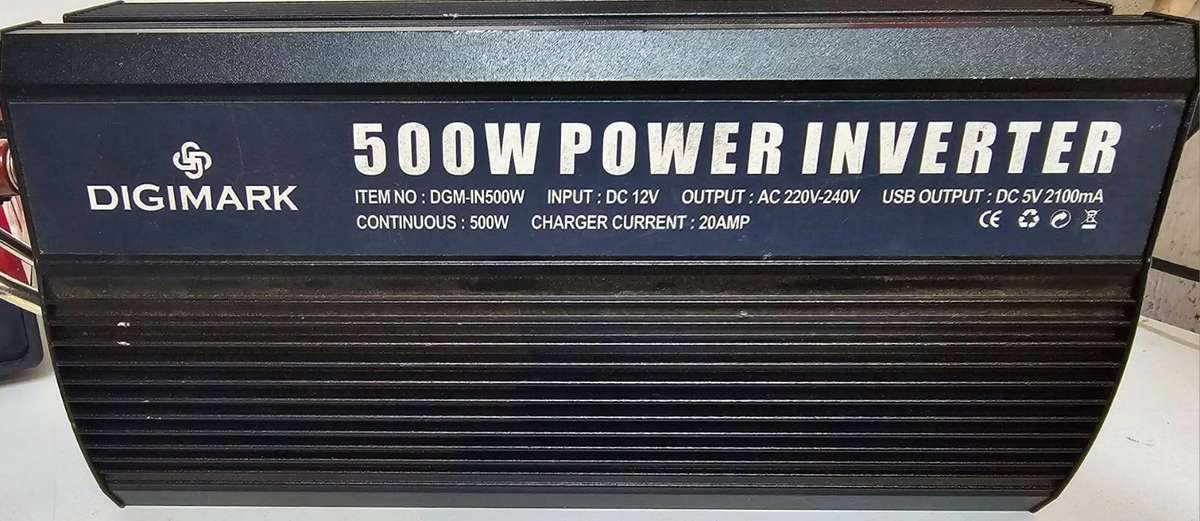 500W POWER INVERTER
DIGIMARK
ITEM NO : DGM-IN500W INPUT : DC 12V OUTPUT : AC 220V-240V USB OUTPUT : DC 5V 2100mA
CONTINUOUS : 500W CHARGER CURRENT : 20AMP
CE